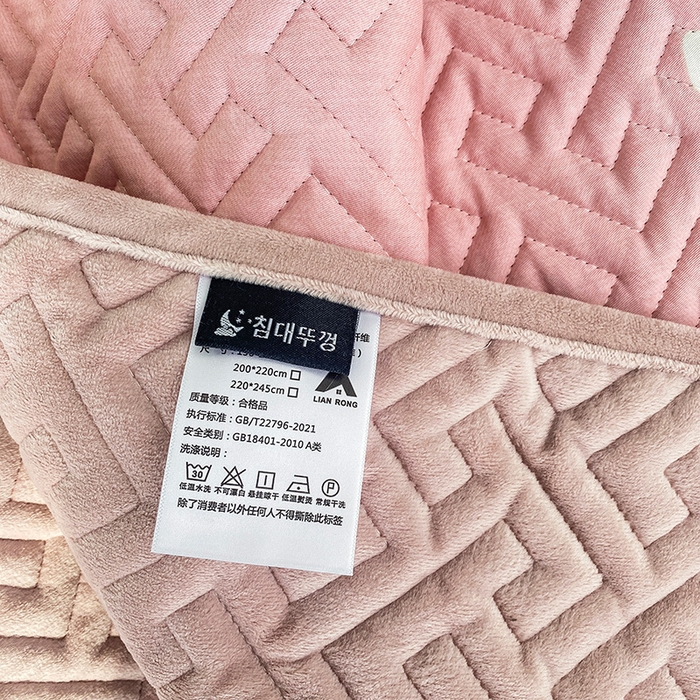 침대뚜껑
200*220cm
220*245cm
LIAN RONG
质量等级：合格品
执行标准：GB/T22796-2021
安全类别：GB18401-2010 A类
洗涤说明：
30 P
低温水洗 不可漂白 悬挂晾干 低温熨烫 常规干洗
除了消费者以外任何人不得撕除此标签